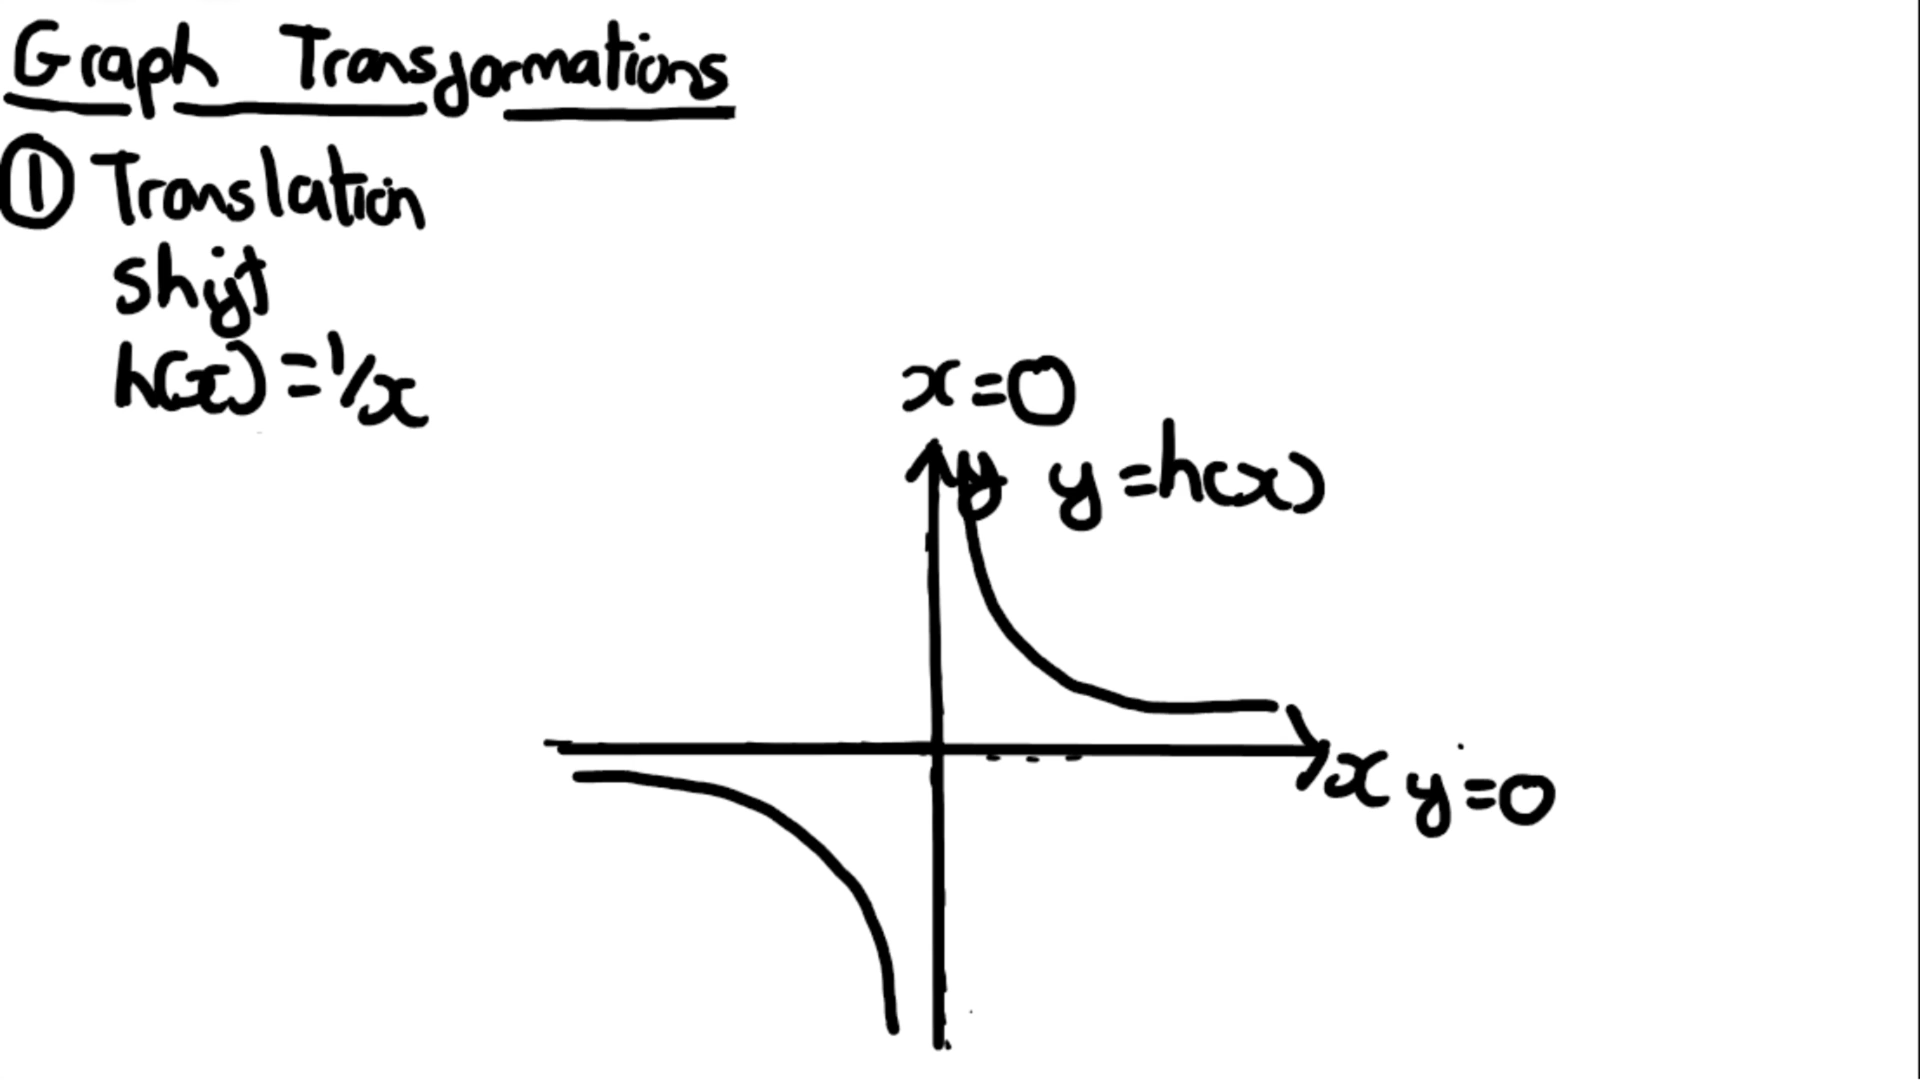 Graph Transformations
① Translation
shift
h(x) = 1/x
x=0
y y=h(x)
x y=0